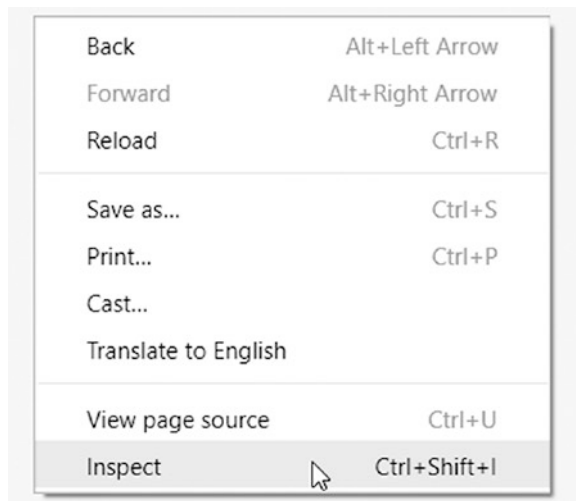 Back Alt+Left Arrow
Forward Alt+Right Arrow
Reload Ctrl+R
Save as... Ctrl+S
Print... Ctrl+P
Cast...
Translate to English
View page source Ctrl+U
Inspect Ctrl+Shift+I